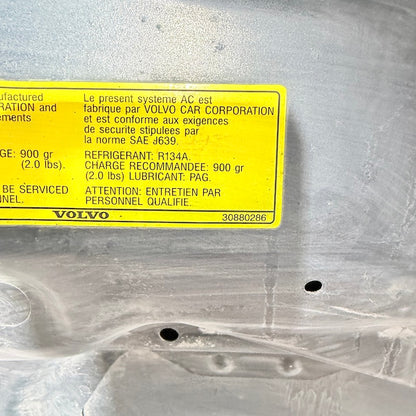 ufactured
RATION and
ements
GE: 900 gr
(2.0 lbs).
BE SERVICED
NEL.
Le present systeme AC est
fabrique par VOLVO CAR CORPORATION
et est conforme aux exigences
de securite stipulees par
la norme SAE J639.
REFRIGERANT: R134A.
CHARGE RECOMMANDEE: 900 gr
(2.0 lbs) LUBRICANT: PAG.
ATTENTION: ENTRETIEN PAR
PERSONNEL QUALIFIE.
VOLVO
30880286